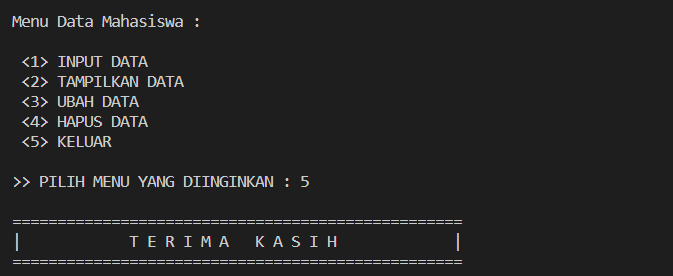 Menu Data Mahasiswa :
<1> INPUT DATA
<2> TAMPILKAN DATA
<3> UBAH DATA
<4> HAPUS DATA
<5> KELUAR
>> PILIH MENU YANG DIINGINKAN : 5
==================================================
|            T E R I M A   K A S I H             |
==================================================